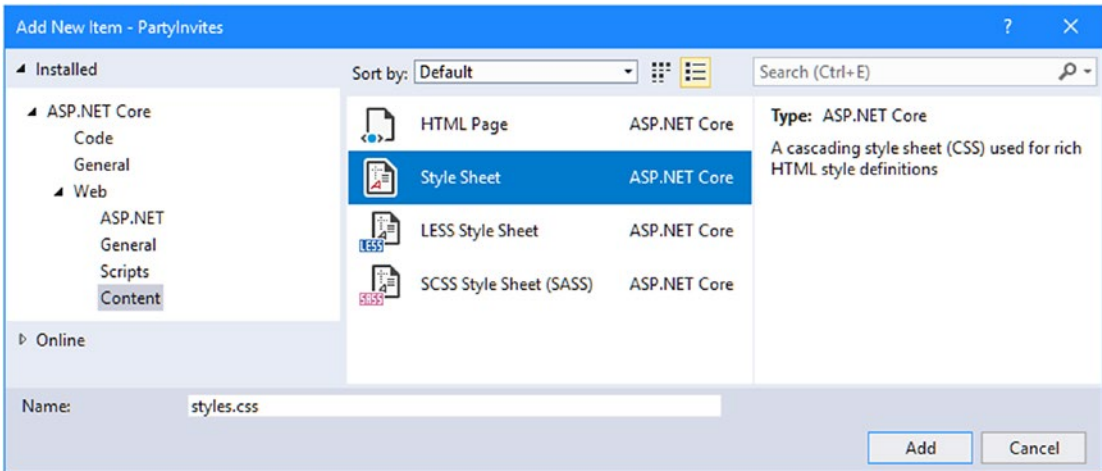 Add New Item - PartyInvites
?
Installed
Sort by: Default
Search (Ctrl+E)
ASP.NET Core
Code
General
Web
ASP.NET
General
Scripts
Content
Online
HTML Page ASP.NET Core
Style Sheet ASP.NET Core
LESS
LESS Style Sheet ASP.NET Core
SASS
SCSS Style Sheet (SASS) ASP.NET Core
Type: ASP.NET Core
A cascading style sheet (CSS) used for rich
HTML style definitions
Name: styles.css
Add Cancel